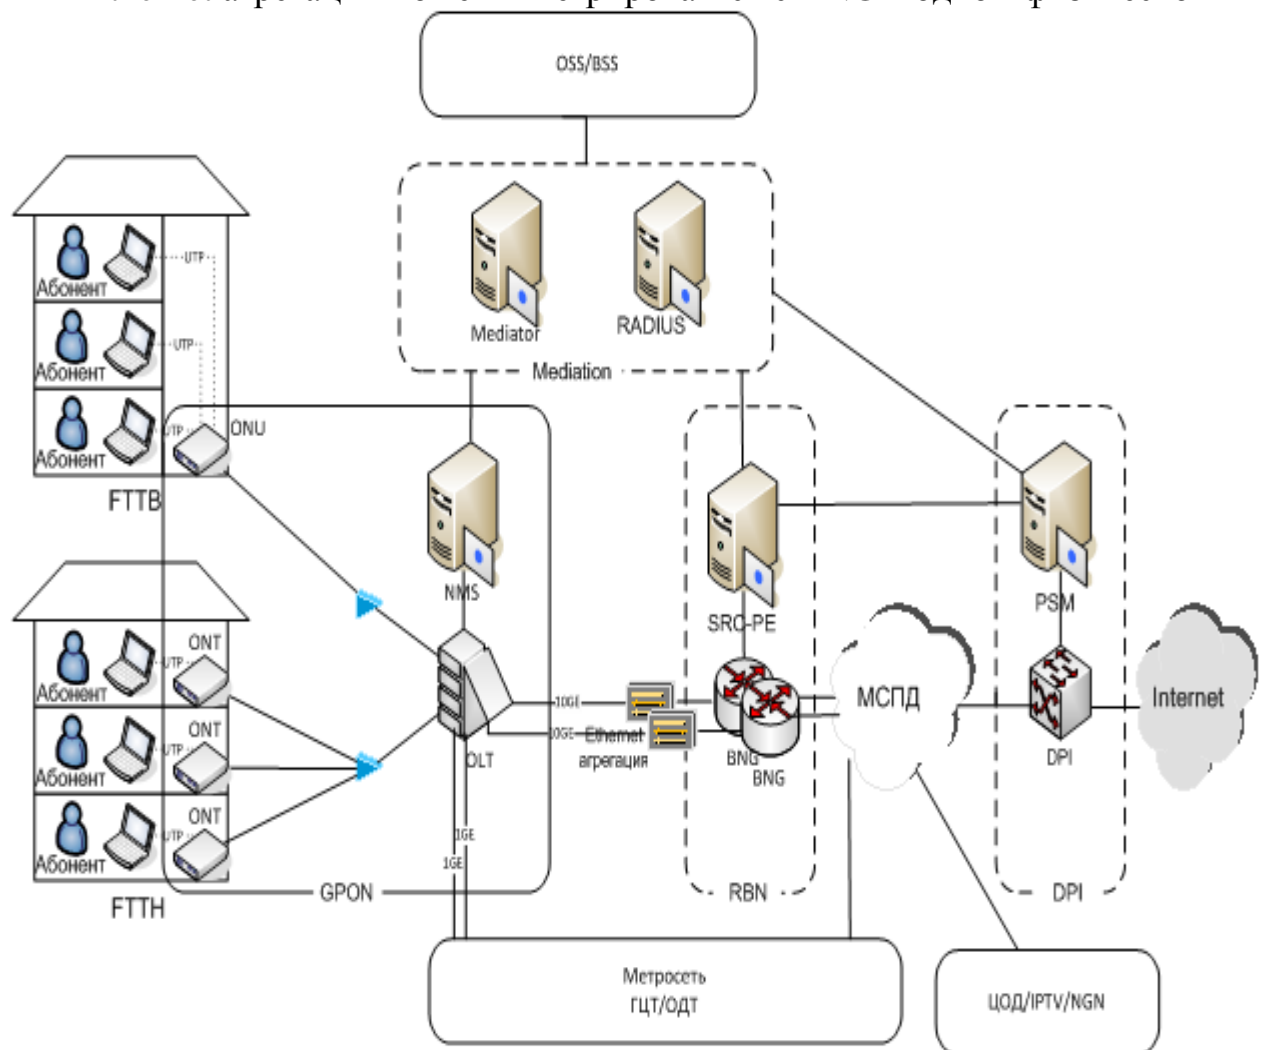 OSS/BSS
Mediator
RADIUS
Mediation
UTP
Абонент
UTP
Абонент
UTP
Абонент
ONU
FTTB
NMS
SRC-PE
PSM
ONT
UTP
Абонент
ONT
UTP
Абонент
ONT
UTP
Абонент
FTTH
OLT
10GE
10GE
Ethernet
агрегация
BNG
BNG
МСПД
DPI
Internet
1GE
1GE
GPON
RBN
DPI
Метросеть
ГЦТ/ОДТ
ЦОД/IPTV/NGN